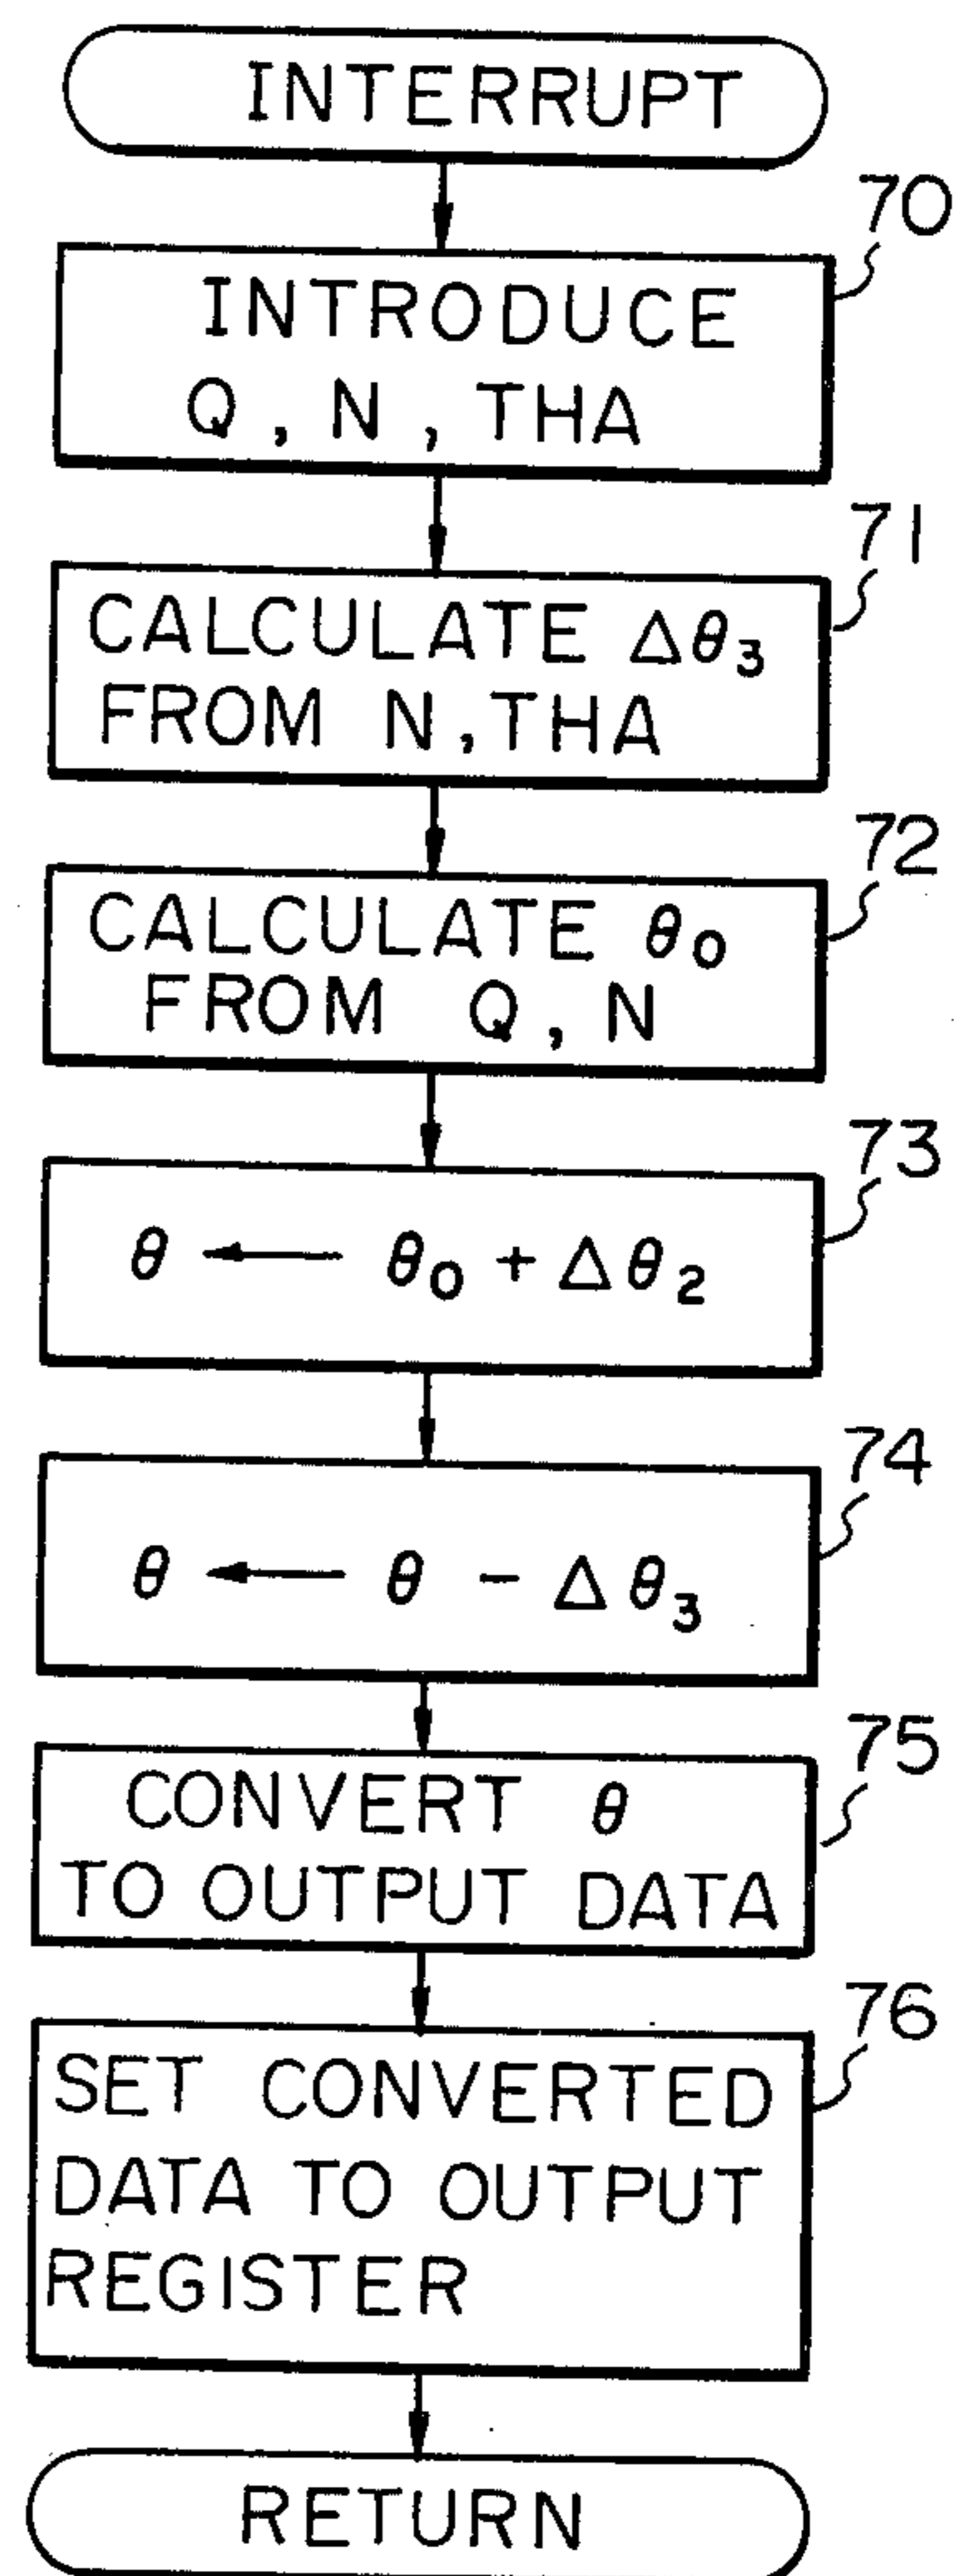 INTERRUPT
70
INTRODUCE
Q, N, THA
71
CALCULATE Δθ₃
FROM N, THA
72
CALCULATE θ₀
FROM Q, N
73
θ ← θ₀ + Δθ₂
74
θ ← θ - Δθ₃
75
CONVERT θ
TO OUTPUT DATA
76
SET CONVERTED
DATA TO OUTPUT
REGISTER
RETURN